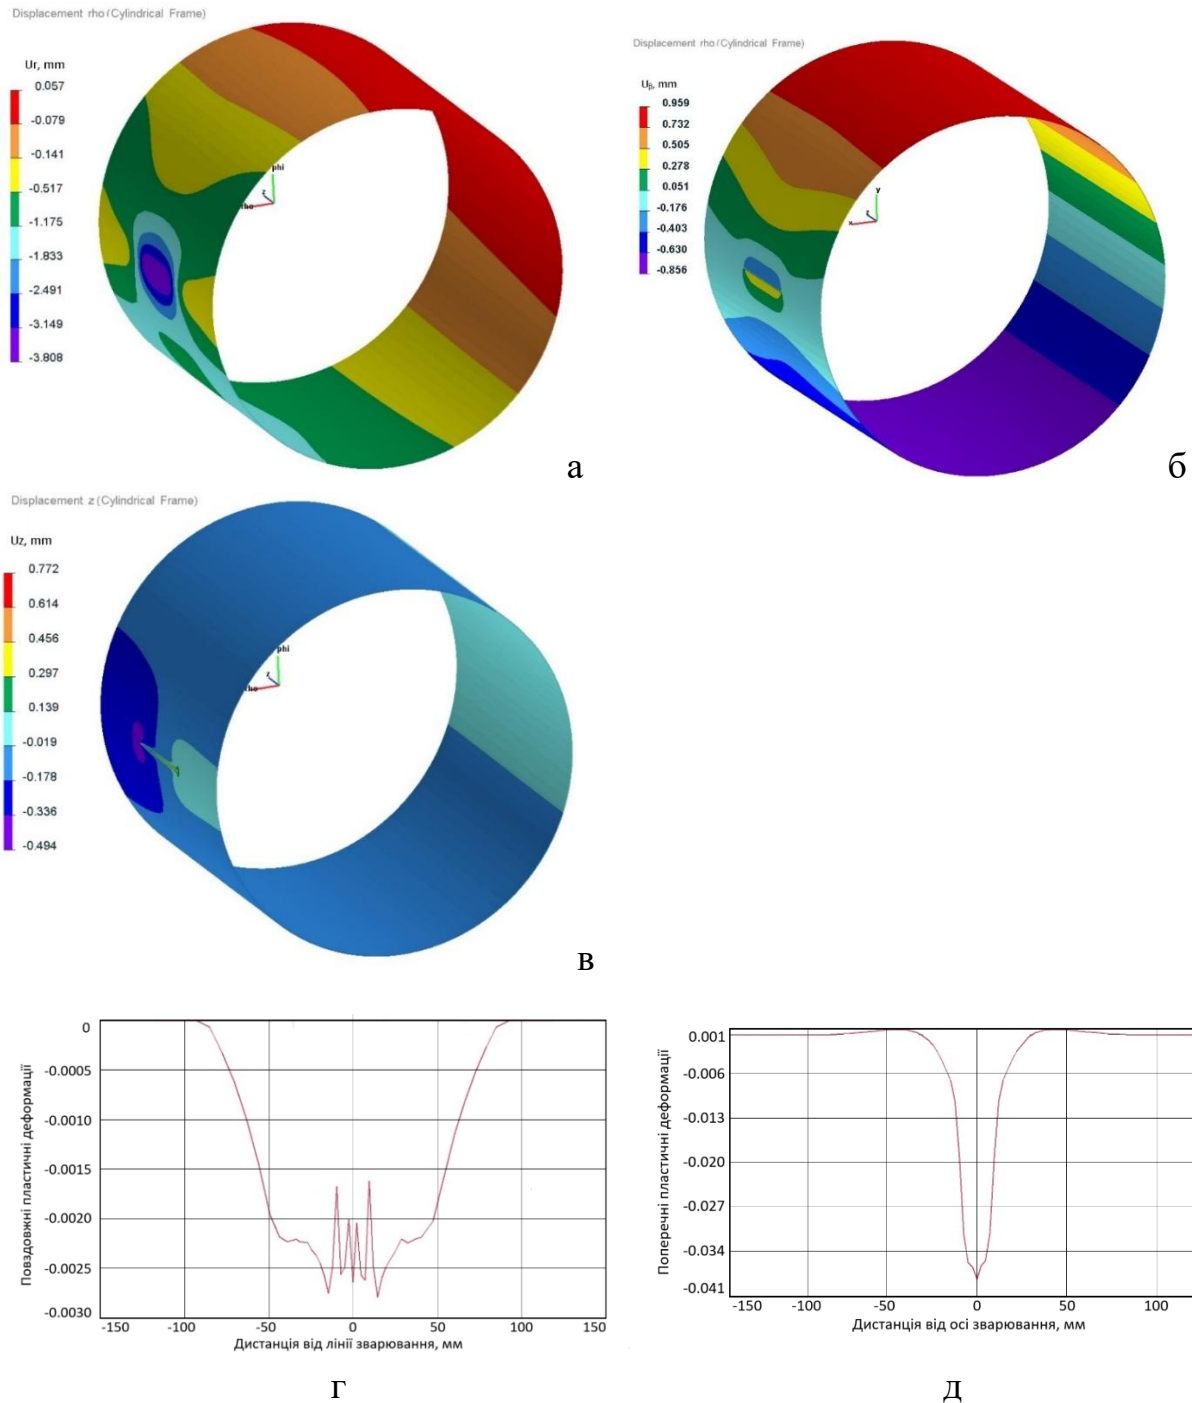 Displacement rho (Cylindrical Frame)
Ur, mm
0.057
-0.079
-0.141
-0.517
-1.175
-1.833
-2.491
-3.149
-3.808
phi
z
rho
а
Displacement rho (Cylindrical Frame)
Uβ, mm
0.959
0.732
0.505
0.278
0.051
-0.176
-0.403
-0.630
-0.856
y
z
x
б
Displacement z (Cylindrical Frame)
Uz, mm
0.772
0.614
0.456
0.297
0.139
-0.019
-0.178
-0.336
-0.494
phi
z
rho
в
Повздовжні пластичні деформації
0
-0.0005
-0.0010
-0.0015
-0.0020
-0.0025
-0.0030
-150 -100 -50 0 50 100 150
Дистанція від лінії зварювання, мм
г
Поперечні пластичні деформації
0.001
-0.006
-0.013
-0.020
-0.027
-0.034
-0.041
-150 -100 -50 0 50 100
Дистанція від осі зварювання, мм
д